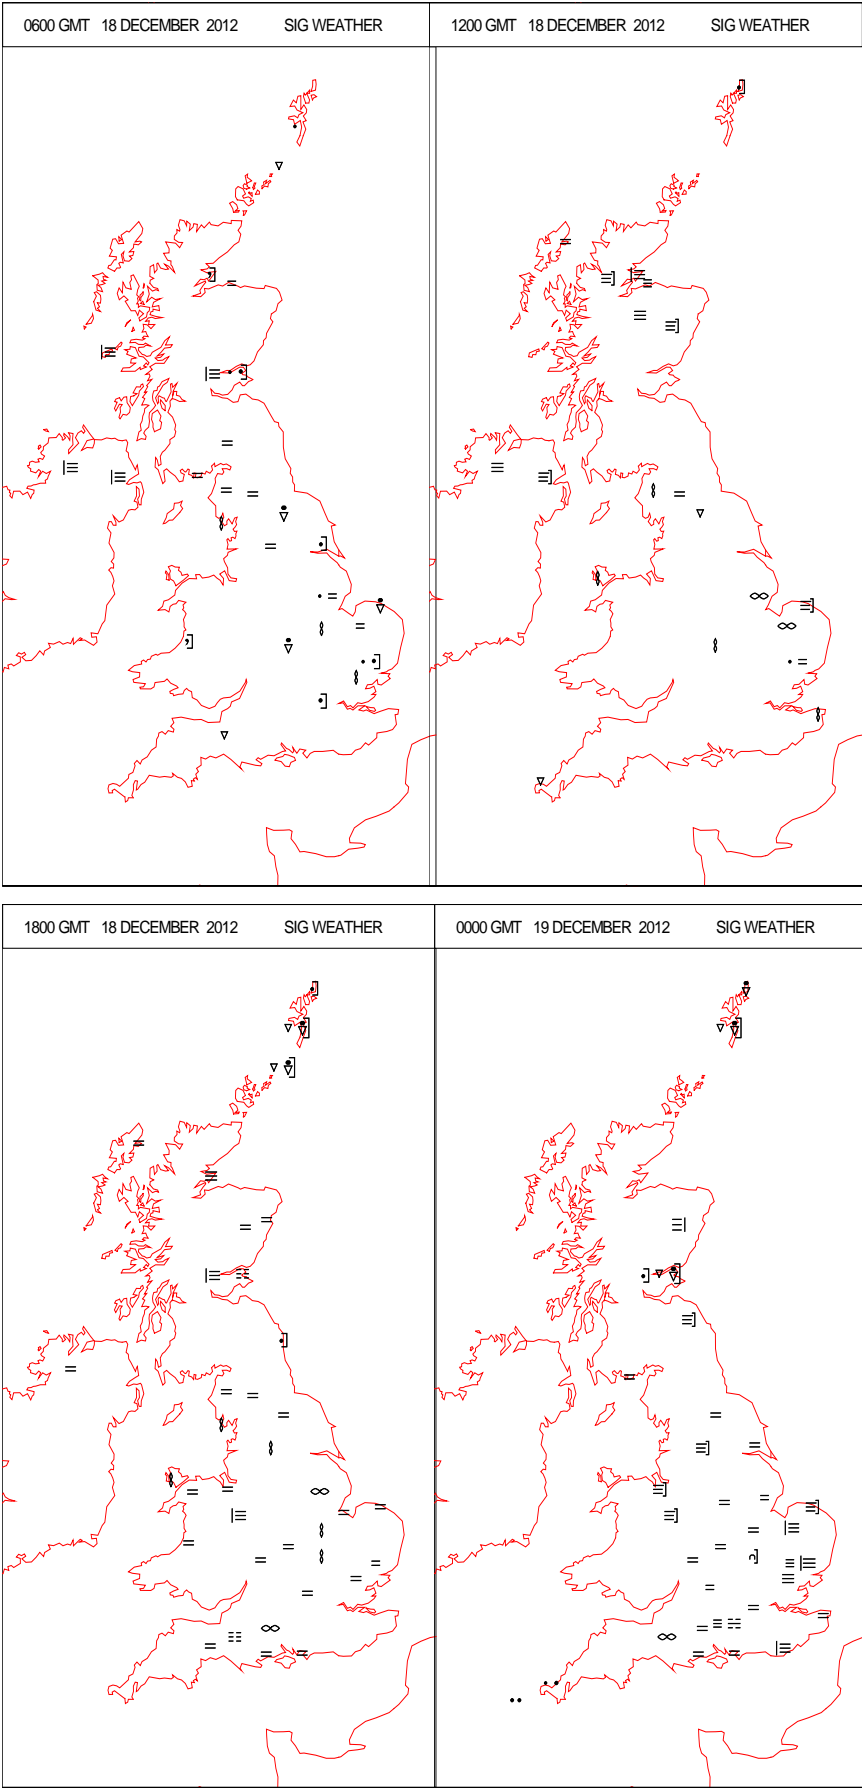 0600 GMT 18 DECEMBER 2012 SIG WEATHER
1200 GMT 18 DECEMBER 2012 SIG WEATHER
1800 GMT 18 DECEMBER 2012 SIG WEATHER
0000 GMT 19 DECEMBER 2012 SIG WEATHER